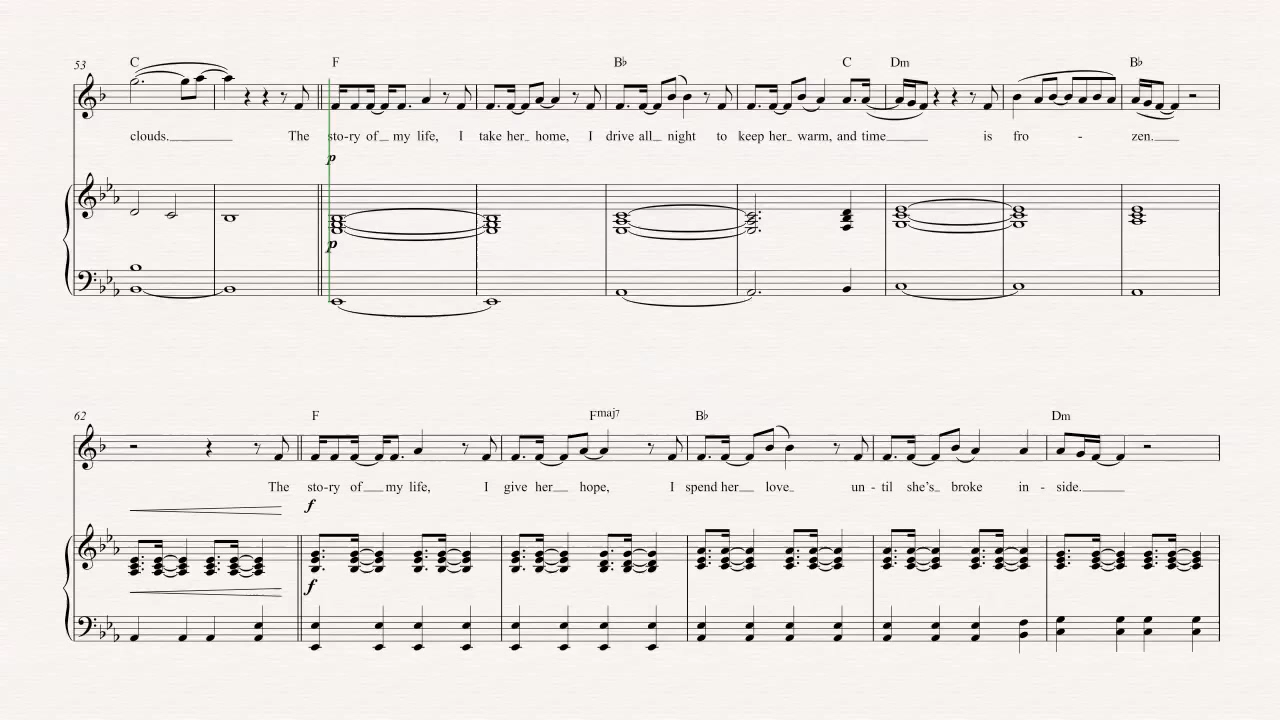 53
C F B♭ C Dm B♭
clouds. The sto-ry of my life, I take her home, I drive all night to keep her warm, and time is fro - zen.
p
p
62
F Fmaj7 B♭ Dm
The sto-ry of my life, I give her hope, I spend her love un - til she's broke in - side.
f
f